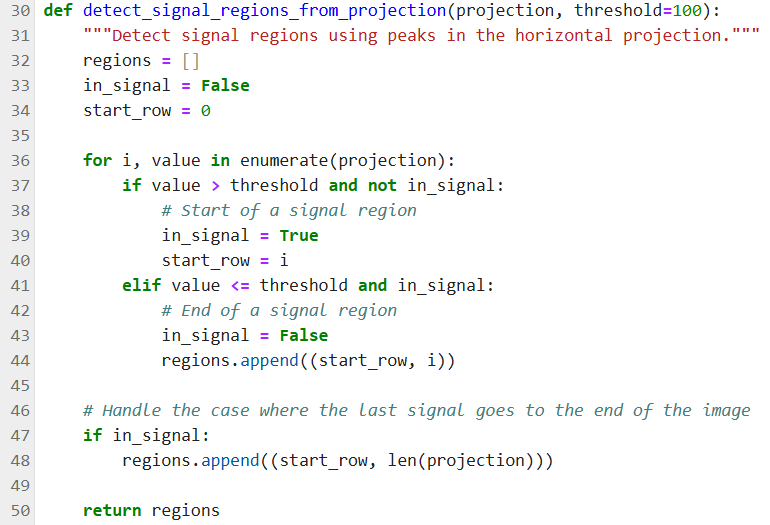 30 def detect_signal_regions_from_projection(projection, threshold=100):
31     """Detect signal regions using peaks in the horizontal projection."""
32     regions = []
33     in_signal = False
34     start_row = 0
35
36     for i, value in enumerate(projection):
37         if value > threshold and not in_signal:
38             # Start of a signal region
39             in_signal = True
40             start_row = i
41         elif value <= threshold and in_signal:
42             # End of a signal region
43             in_signal = False
44             regions.append((start_row, i))
45
46     # Handle the case where the last signal goes to the end of the image
47     if in_signal:
48         regions.append((start_row, len(projection)))
49
50     return regions